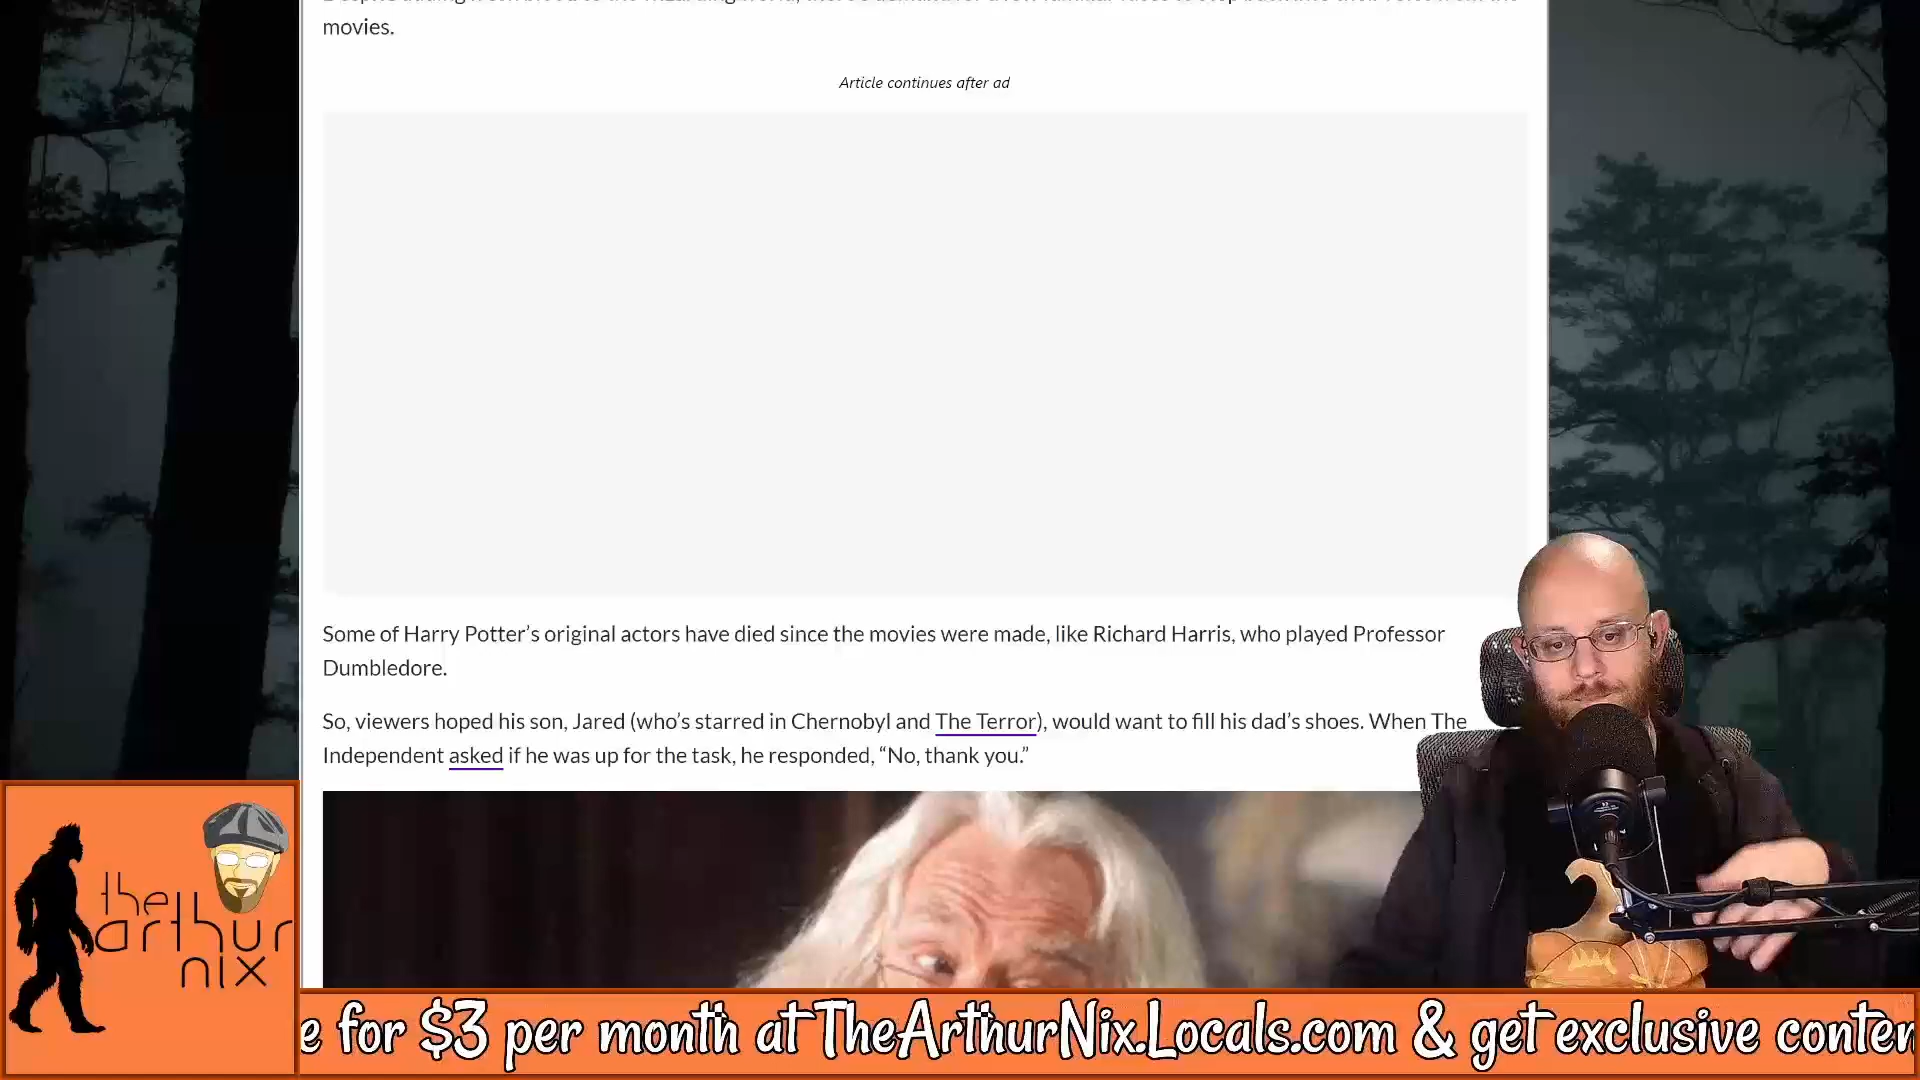 movies.
Article continues after ad
Some of Harry Potter’s original actors have died since the movies were made, like Richard Harris, who played Professor
Dumbledore.
So, viewers hoped his son, Jared (who’s starred in Chernobyl and The Terror), would want to fill his dad’s shoes. When The
Independent asked if he was up for the task, he responded, “No, thank you.”
the
arthur
nix
e for $3 per month at TheArthurNix.Locals.com & get exclusive conten